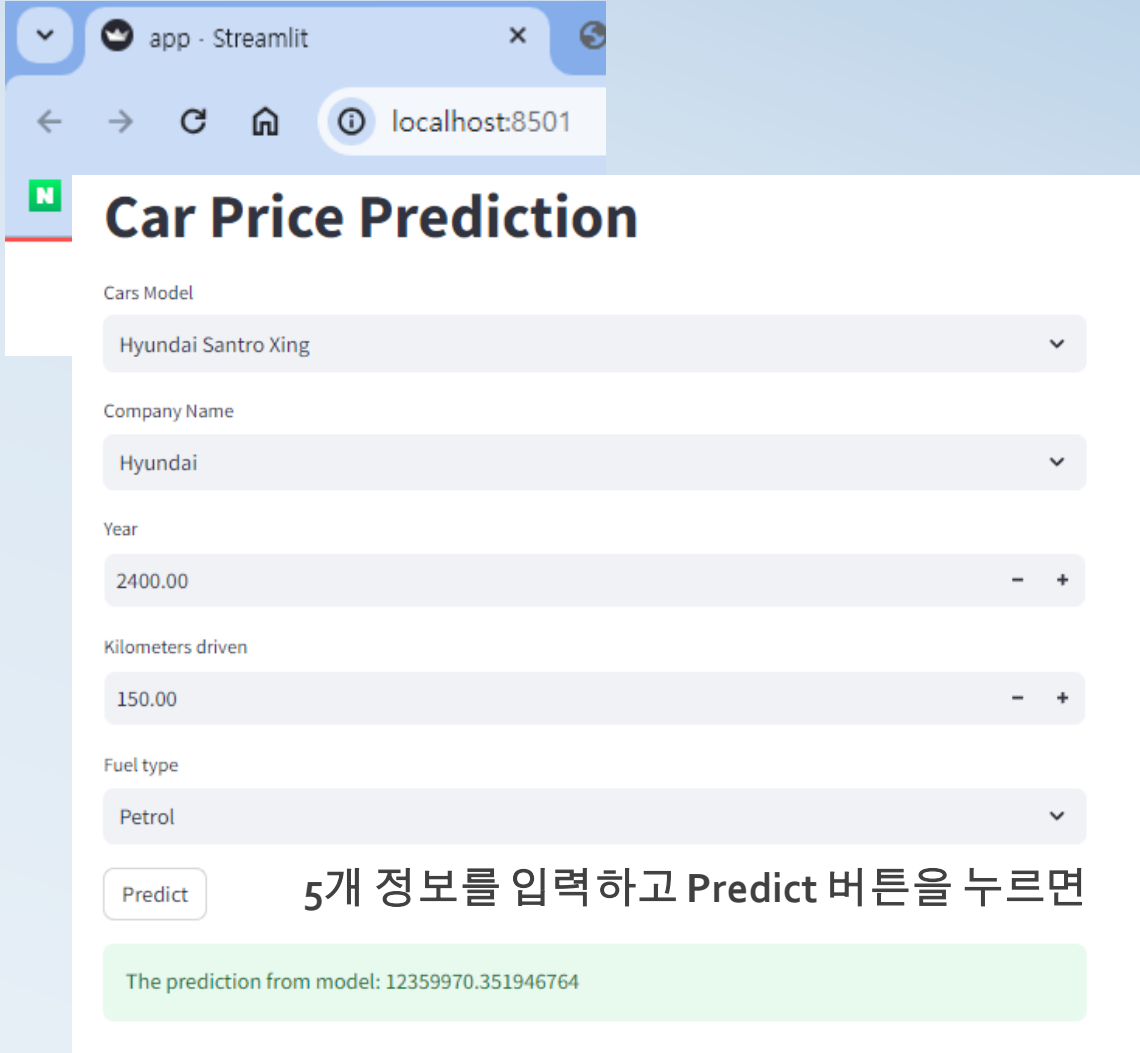 app - Streamlit
localhost:8501
N
Car Price Prediction
Cars Model
Hyundai Santro Xing
Company Name
Hyundai
Year
2400.00
Kilometers driven
150.00
Fuel type
Petrol
Predict 5개 정보를 입력하고 Predict 버튼을 누르면
The prediction from model: 12359970.351946764